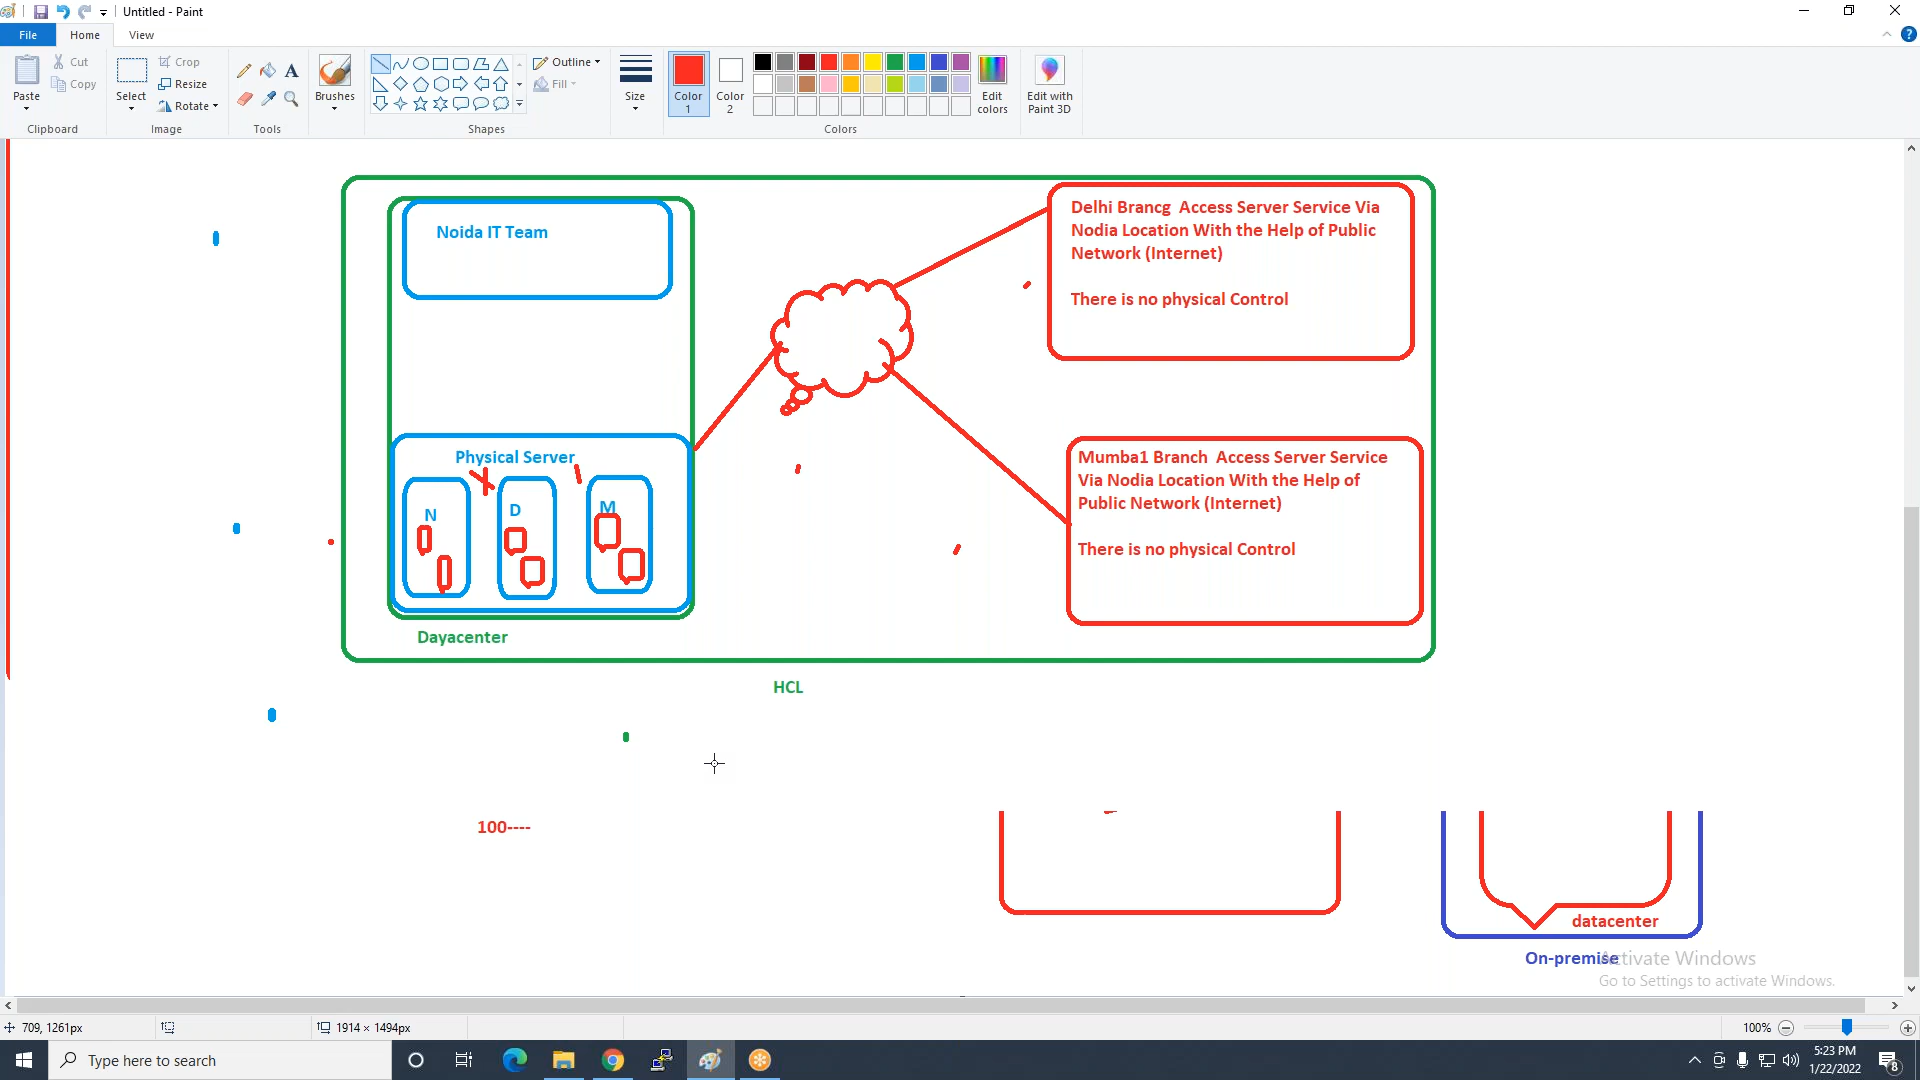 Untitled - Paint
File
Home
View
Paste
Cut
Copy
Clipboard
Select
Crop
Resize
Rotate
Image
Tools
Brushes
Shapes
Outline
Fill
Size
Color 1
Color 2
Colors
Edit colors
Edit with Paint 3D
Noida IT Team
Physical Server
N
D
M
Dayacenter
HCL
Delhi Brancg Access Server Service Via
Nodia Location With the Help of Public
Network (Internet)
There is no physical Control
Mumba1 Branch Access Server Service
Via Nodia Location With the Help of
Public Network (Internet)
There is no physical Control
100----
datacenter
On-premise
Activate Windows
Go to Settings to activate Windows.
709, 1261px
1914 × 1494px
100%
Type here to search
5:23 PM
1/22/2022
8